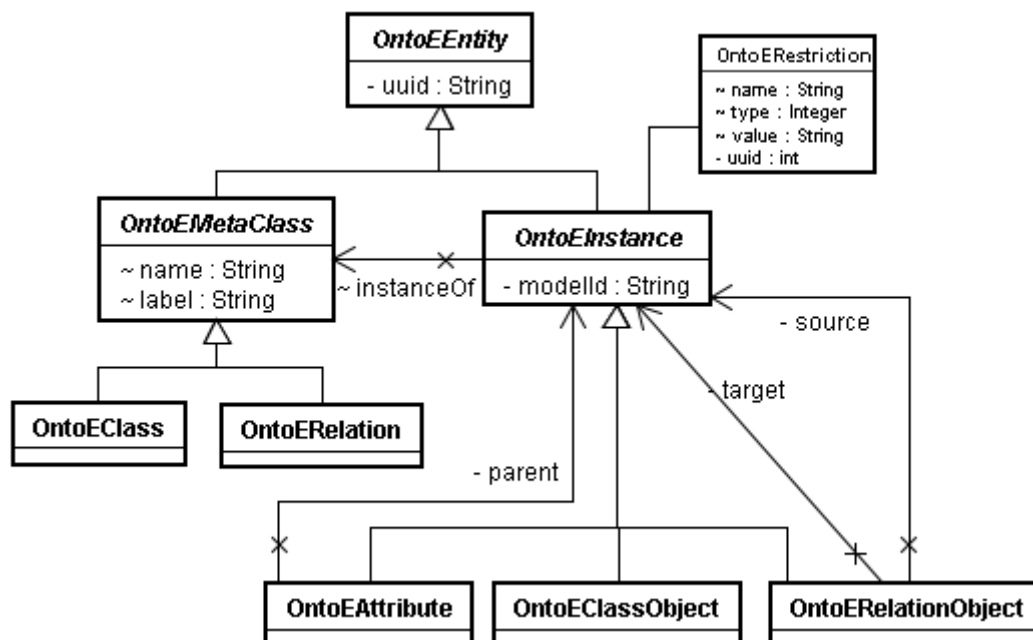 OntoEEntity
- uuid : String
OntoERestriction
~ name : String
~ type : Integer
~ value : String
- uuid : int
OntoEMetaClass
~ name : String
~ label : String
~ instanceOf
OntoEInstance
- modelId : String
- source
- target
OntoEClass
OntoERelation
- parent
OntoEAttribute
OntoEClassObject
OntoERelationObject